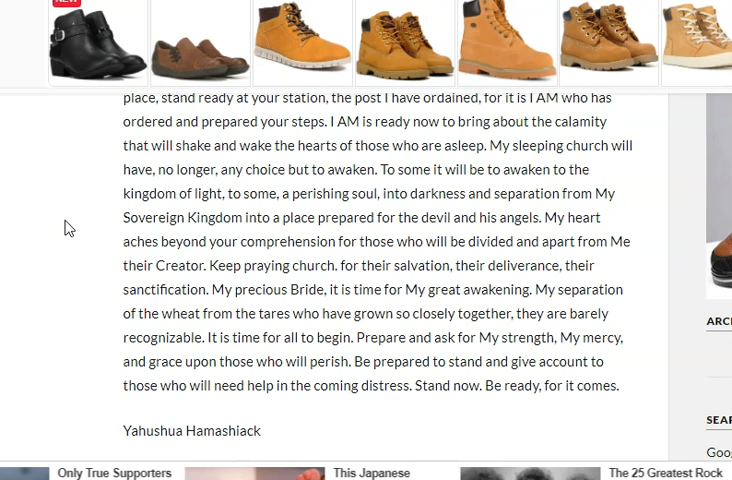 NEW
place, stand ready at your station, the post I have ordained, for it is I AM who has
ordered and prepared your steps. I AM is ready now to bring about the calamity
that will shake and wake the hearts of those who are asleep. My sleeping church will
have, no longer, any choice but to awaken. To some it will be to awaken to the
kingdom of light, to some, a perishing soul, into darkness and separation from My
Sovereign Kingdom into a place prepared for the devil and his angels. My heart
aches beyond your comprehension for those who will be divided and apart from Me
their Creator. Keep praying church. for their salvation, their deliverance, their
sanctification. My precious Bride, it is time for My great awakening. My separation
of the wheat from the tares who have grown so closely together, they are barely
recognizable. It is time for all to begin. Prepare and ask for My strength, My mercy,
and grace upon those who will perish. Be prepared to stand and give account to
those who will need help in the coming distress. Stand now. Be ready, for it comes.
Yahushua Hamashiack
ARC
SEAR
Goo
Only True Supporters
This Japanese
The 25 Greatest Rock